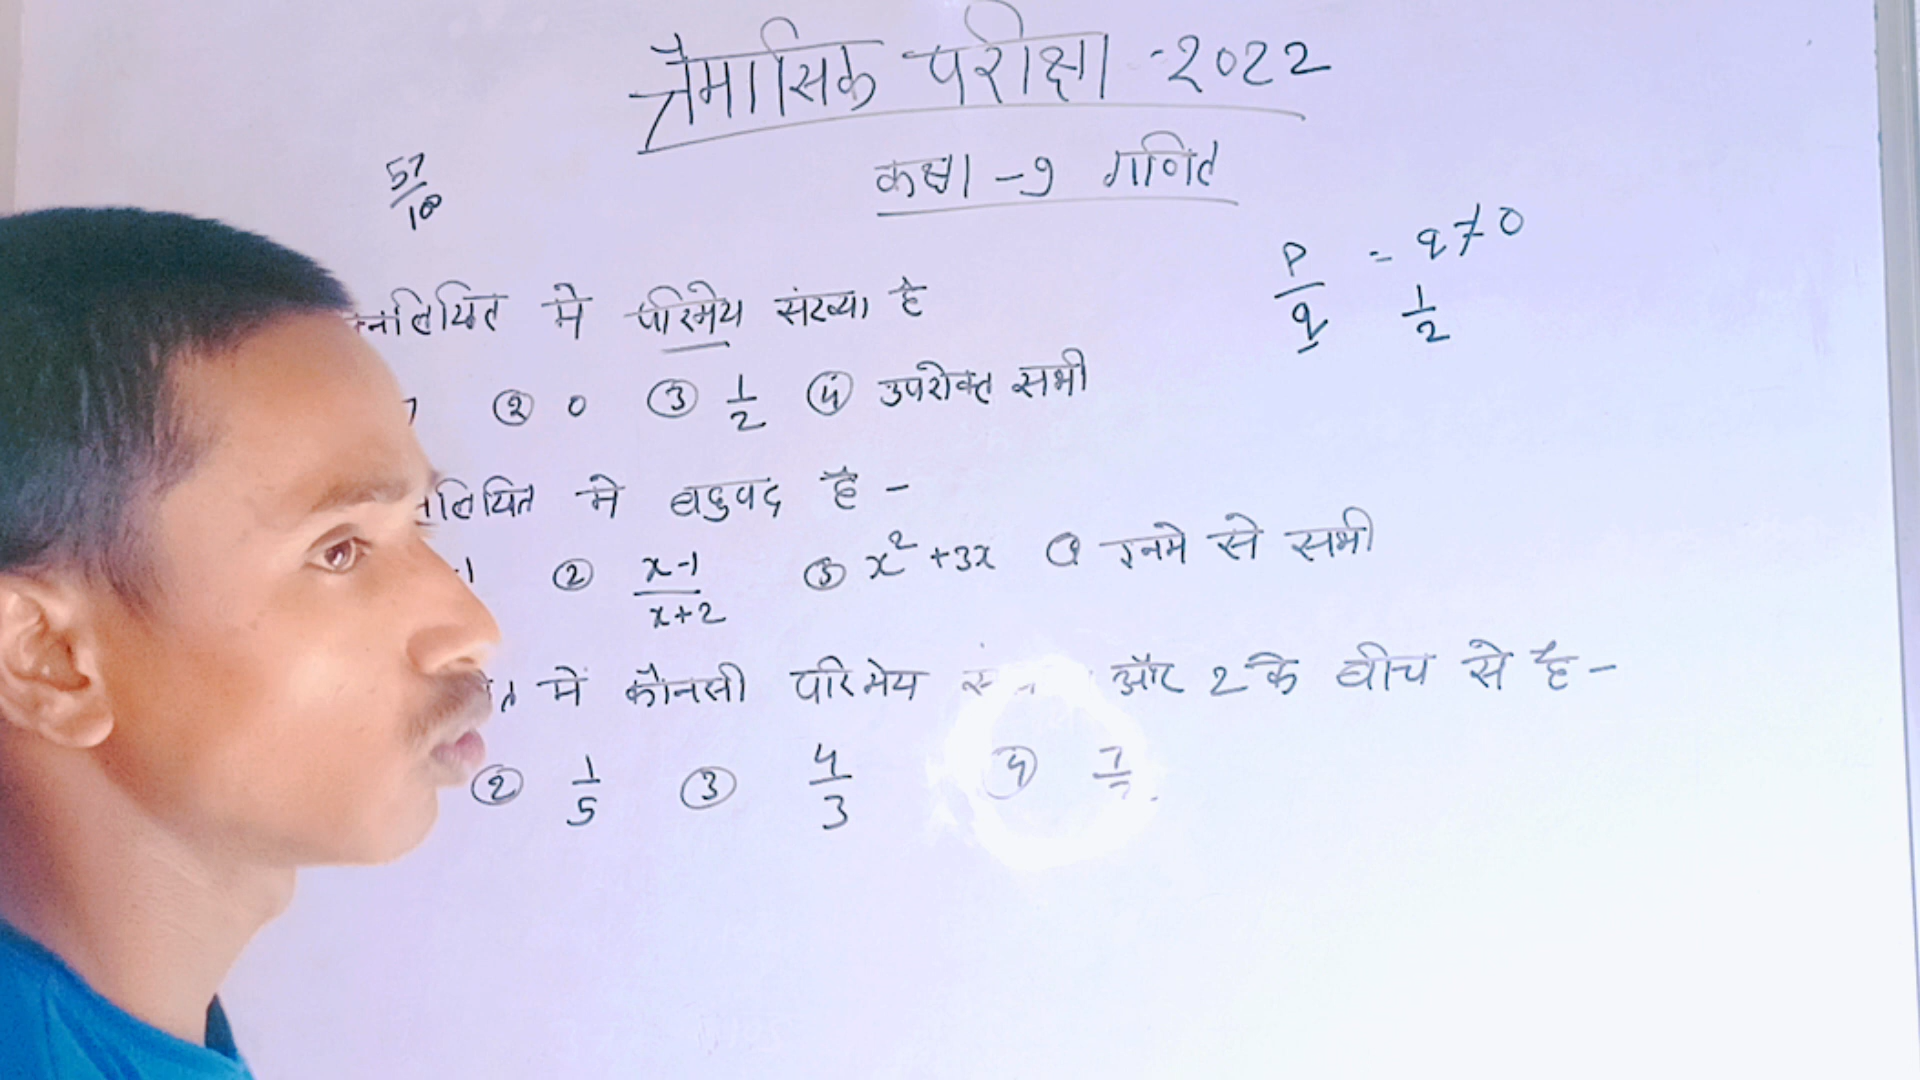 त्रैमासिक परीक्षा -2022
कक्षा -9 गणित
57/10
P/q = q≠0
1/2
में परिमेय संख्या है
② 0 ③ 1/2 ④ उपरोक्त सभी
में बहुपद है -
② x-1/x+2 ③ x²+3x इनमे से सभी
में कौनसी परिमेय और 2 के बीच से है -
② 1/5 ③ 4/3 ④